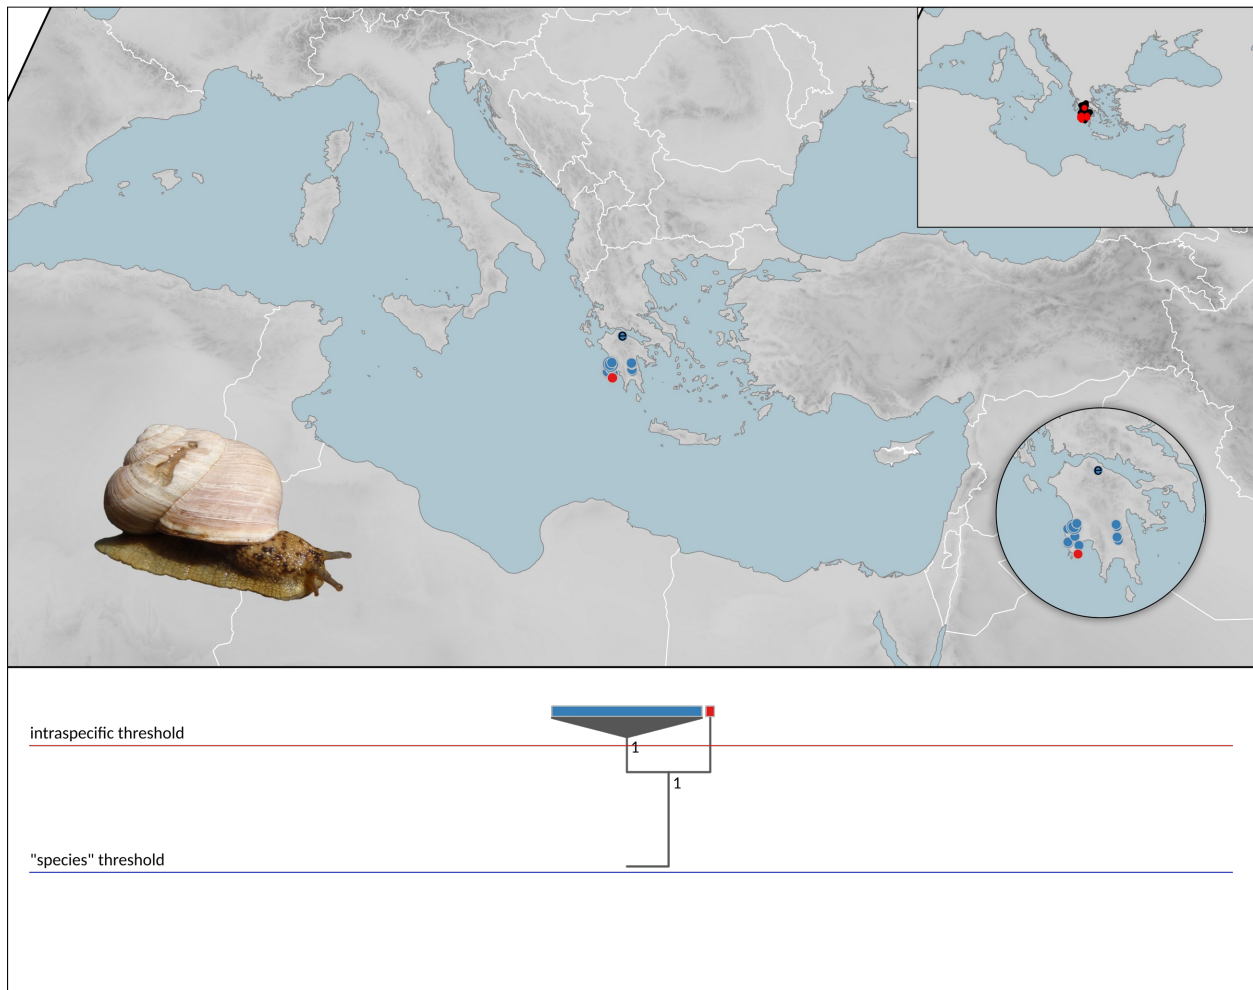 e
e
intraspecific threshold
1
1
"species" threshold